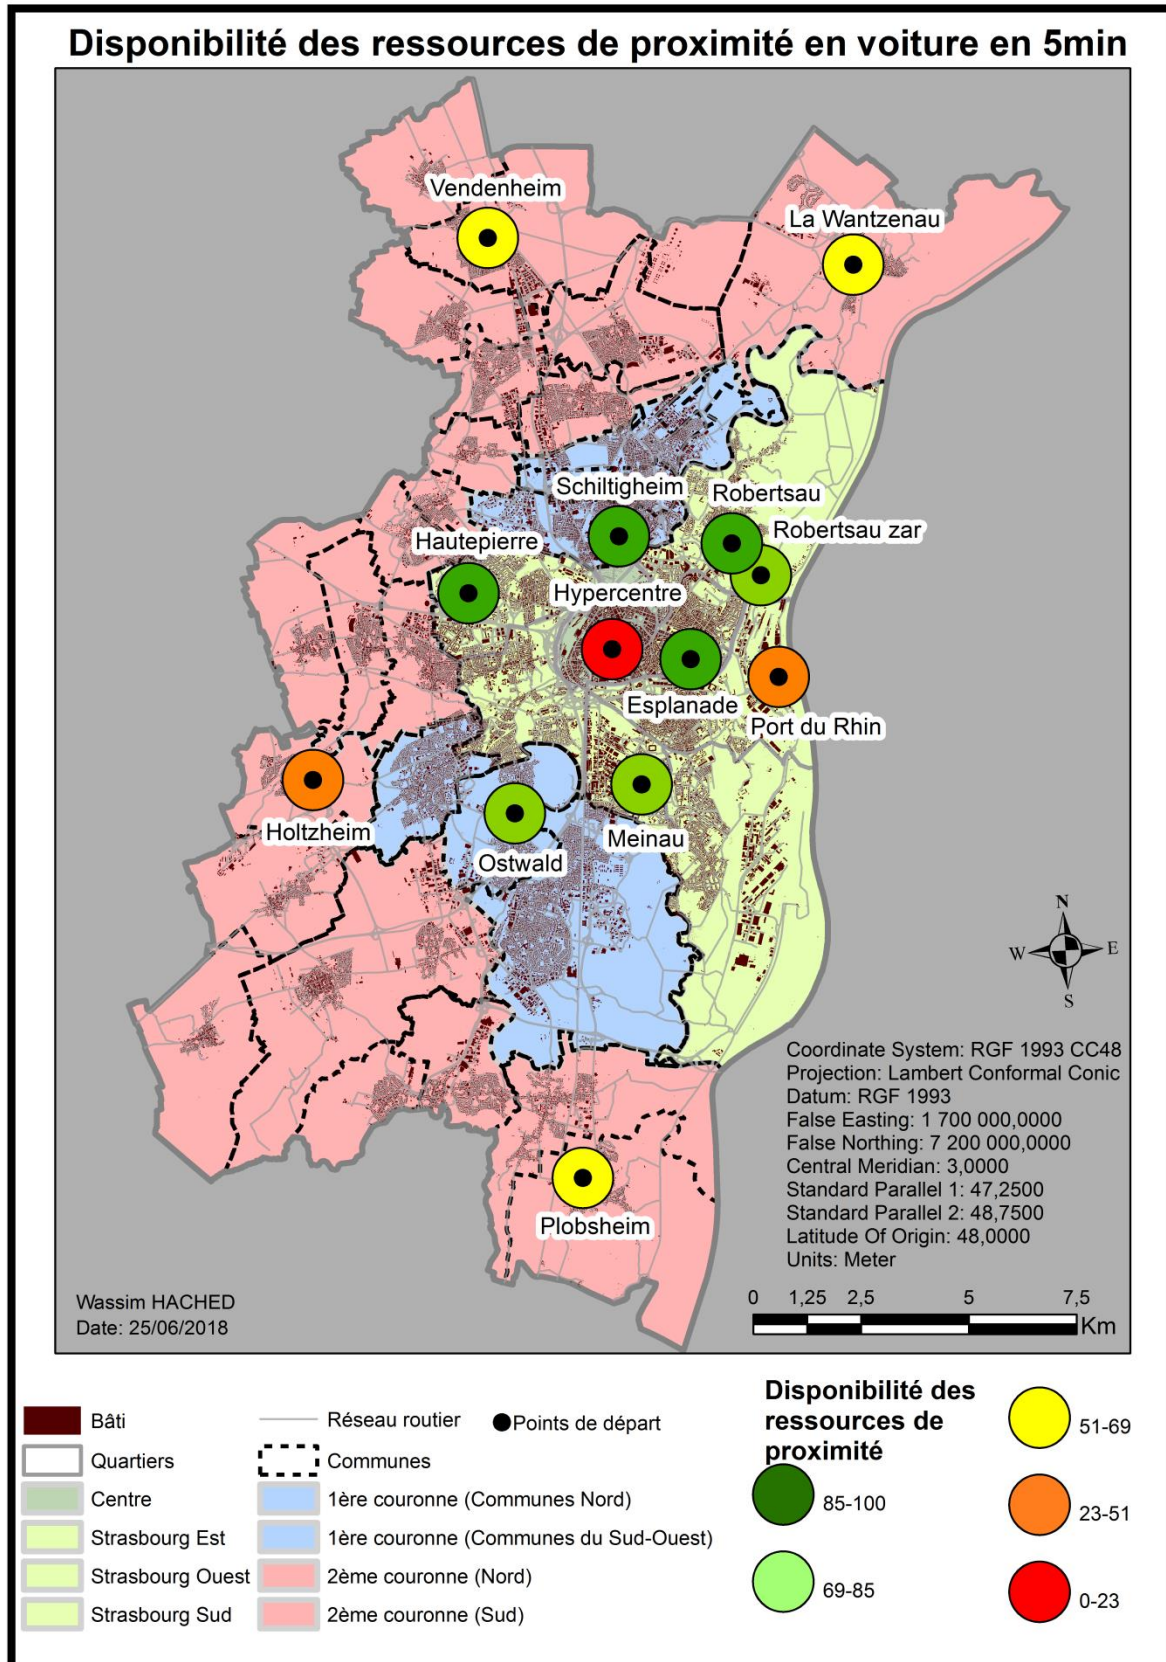 Disponibilité des ressources de proximité en voiture en 5min
Vendenheim
La Wantzenau
Schiltigheim
Robertsau
Robertsau zar
Hautepierre
Hypercentre
Esplanade
Port du Rhin
Holtzheim
Ostwald
Meinau
Plobsheim
N
W
E
S
Coordinate System: RGF 1993 CC48
Projection: Lambert Conformal Conic
Datum: RGF 1993
False Easting: 1 700 000,0000
False Northing: 7 200 000,0000
Central Meridian: 3,0000
Standard Parallel 1: 47,2500
Standard Parallel 2: 48,7500
Latitude Of Origin: 48,0000
Units: Meter
Wassim HACHED
Date: 25/06/2018
0 1,25 2,5 5 7,5
Km
Bâti
Quartiers
Centre
Strasbourg Est
Strasbourg Ouest
Strasbourg Sud
Réseau routier
Points de départ
Communes
1ère couronne (Communes Nord)
1ère couronne (Communes du Sud-Ouest)
2ème couronne (Nord)
2ème couronne (Sud)
Disponibilité des
ressources de
proximité
85-100
69-85
51-69
23-51
0-23